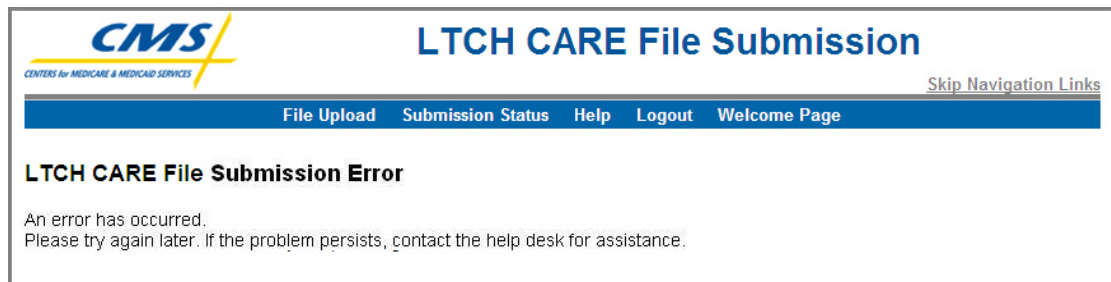 CMS
CENTERS for MEDICARE & MEDICAID SERVICES
LTCH CARE File Submission
Skip Navigation Links
File Upload Submission Status Help Logout Welcome Page
LTCH CARE File Submission Error
An error has occurred.
Please try again later. If the problem persists, contact the help desk for assistance.